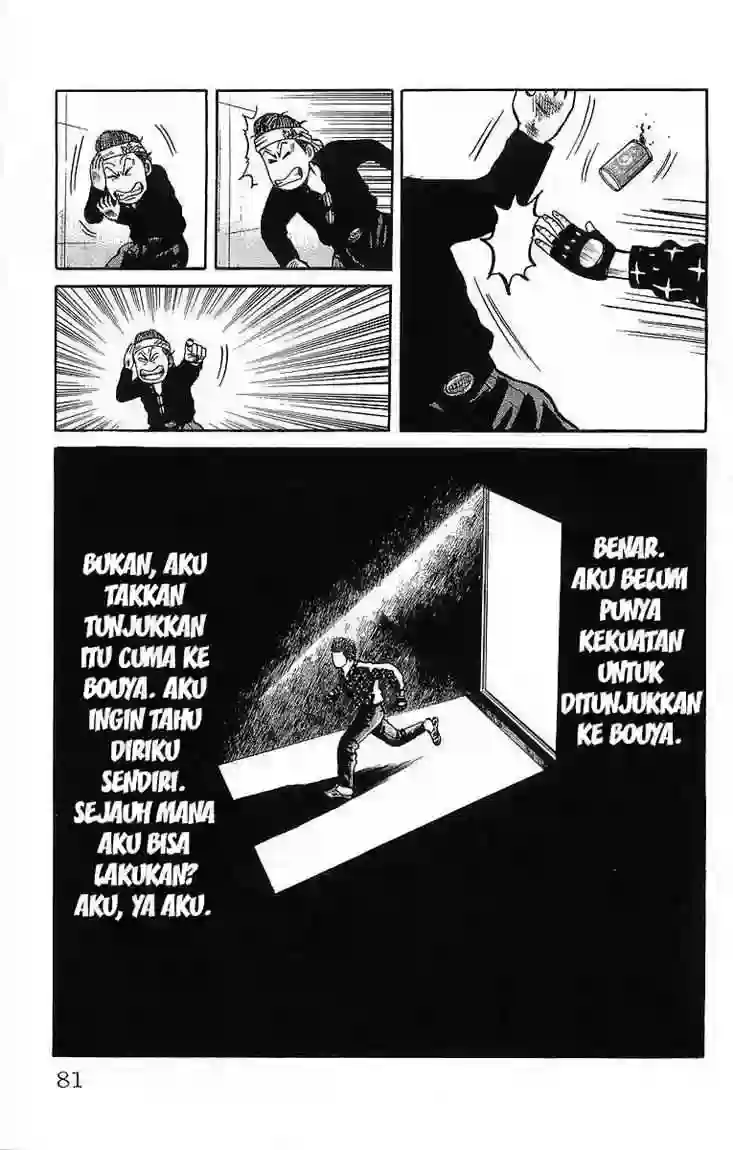 BENAR.
AKU BELUM
PUNYA
KEKUATAN
UNTUK
DITUNJUKKAN
KE BOUYA.
BUKAN, AKU
TAKKAN
TUNJUKKAN
ITU CUMA KE
BOUYA. AKU
INGIN TAHU
DIRIKU
SENDIRI.
SEJAUH MANA
AKU BISA
LAKUKAN?
AKU, YA AKU.
81